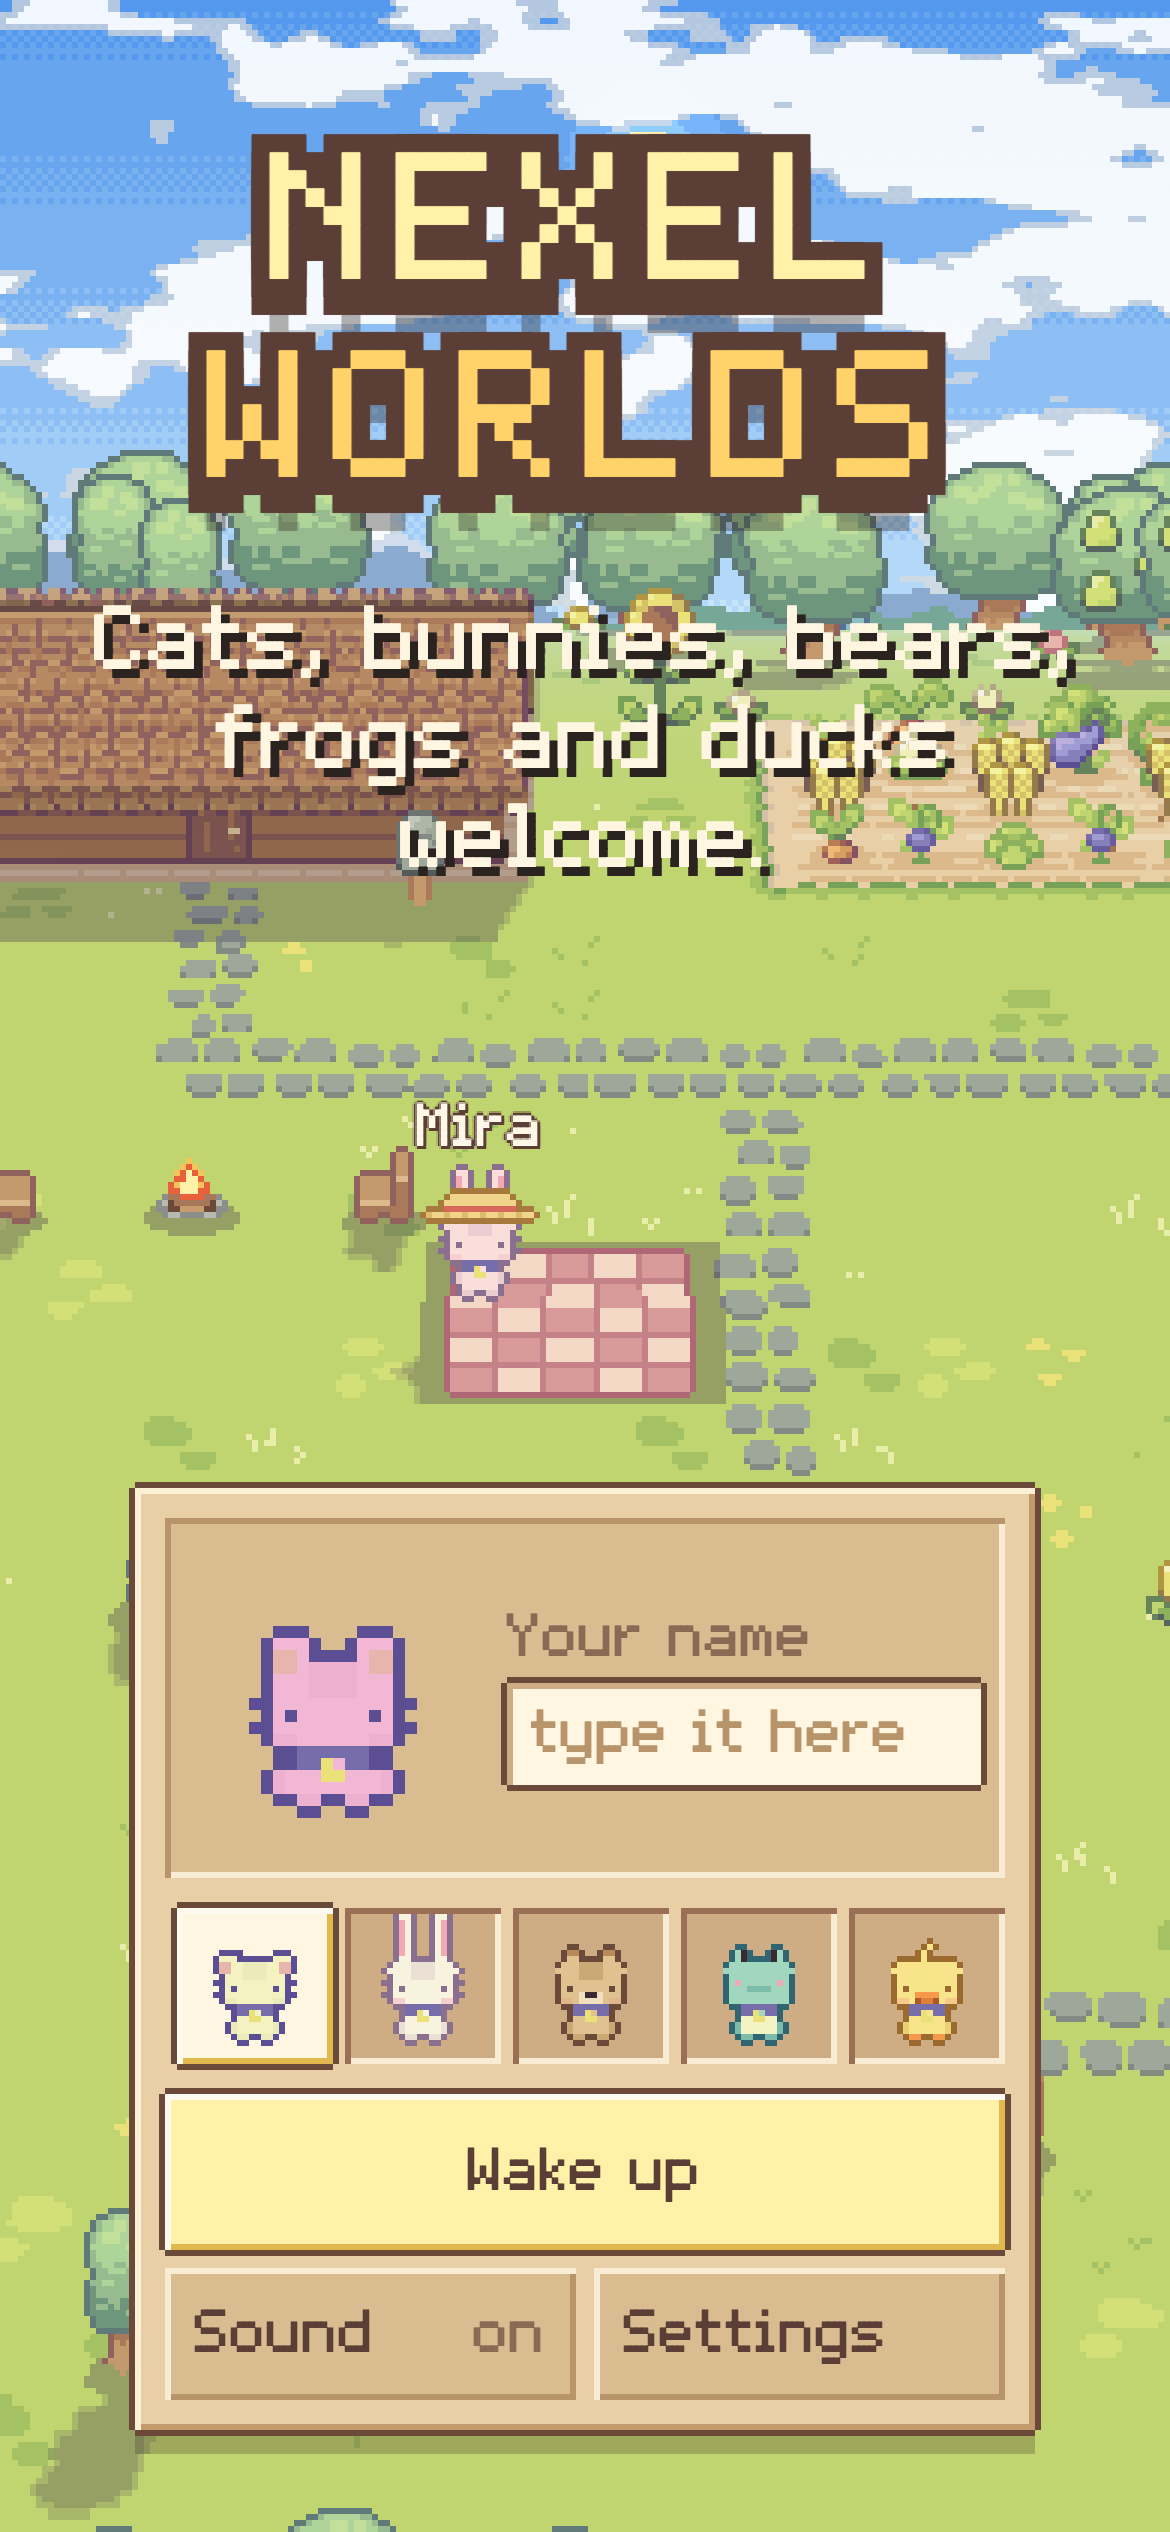 NEXEL
WORLDS
Cats, bunnies, bears,
frogs and ducks
welcome.
Mira
Your name
type it here
Wake up
Sound on
Settings